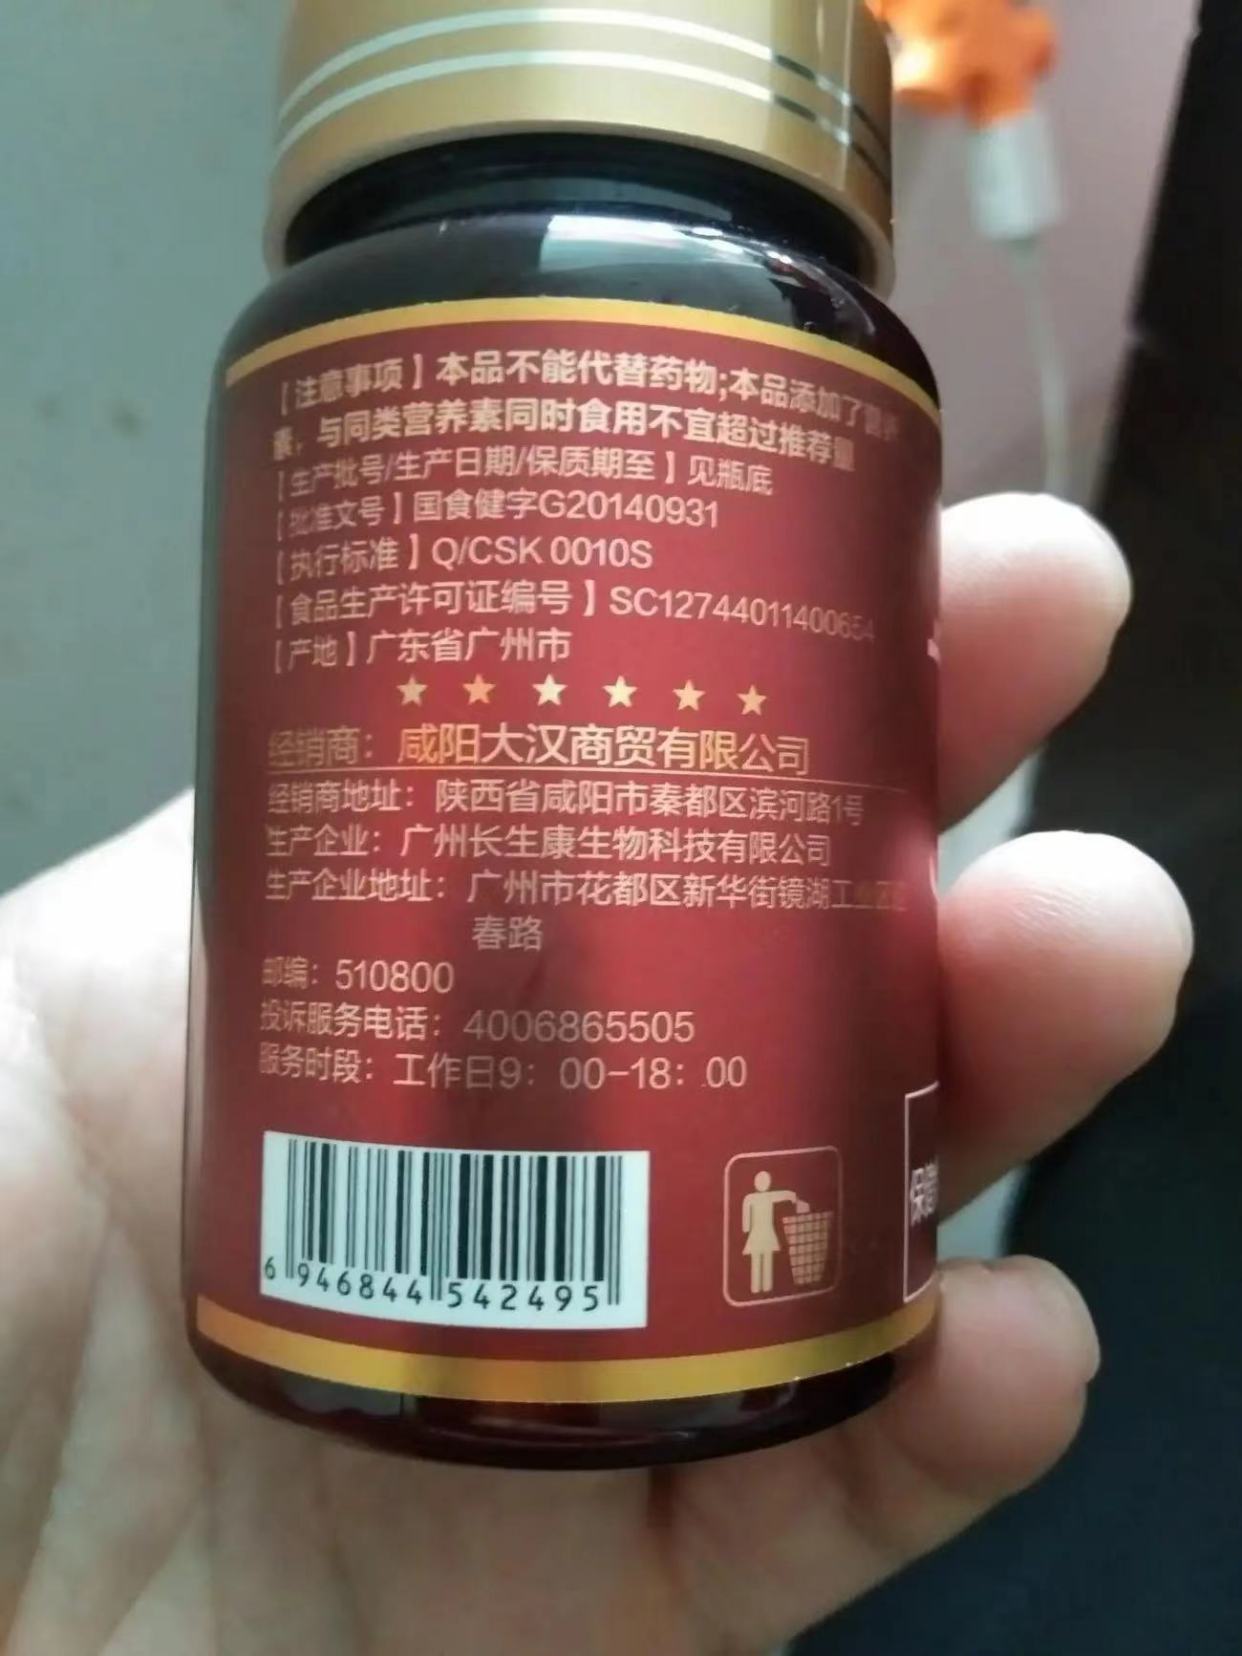 【注意事项】本品不能代替药物;本品添加了营养
素，与同类营养素同时食用不宜超过推荐量
【生产批号/生产日期/保质期至】见瓶底
【批准文号】国食健字G20140931
【执行标准】Q/CSK 0010S
【食品生产许可证编号】SC12744011400654
【产地】广东省广州市
经销商：咸阳大汉商贸有限公司
经销商地址：陕西省咸阳市秦都区滨河路1号
生产企业：广州长生康生物科技有限公司
生产企业地址：广州市花都区新华街镜湖工业区
春路
邮编：510800
投诉服务电话：4006865505
服务时段：工作日9：00-18：00
6 946844 542495
保健